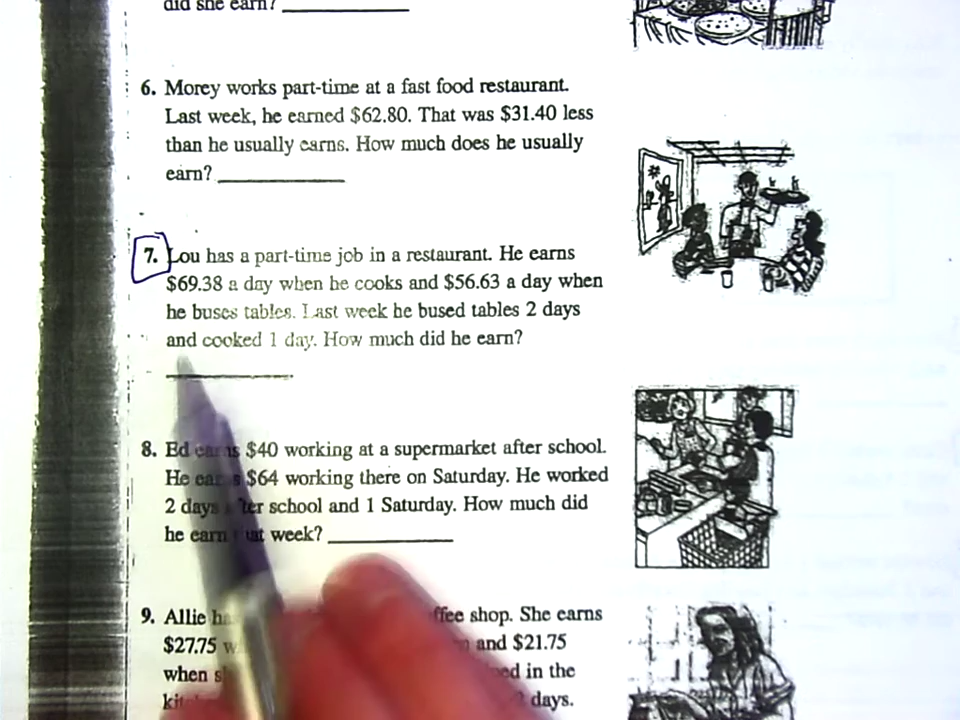 did she earn? 
6. Morey works part-time at a fast food restaurant.
Last week, he earned $62.80. That was $31.40 less
than he usually earns. How much does he usually
earn?
7. Lou has a part-time job in a restaurant. He earns
$69.38 a day when he cooks and $56.63 a day when
he buses tables. Last week he bused tables 2 days
and cooked 1 day. How much did he earn?
8. Ed earns $40 working at a supermarket after school.
He earns $64 working there on Saturday. He worked
2 days after school and 1 Saturday. How much did
he earn that week?
9. Allie shop. She earns
$27.75 and $21.75
when in the
days.